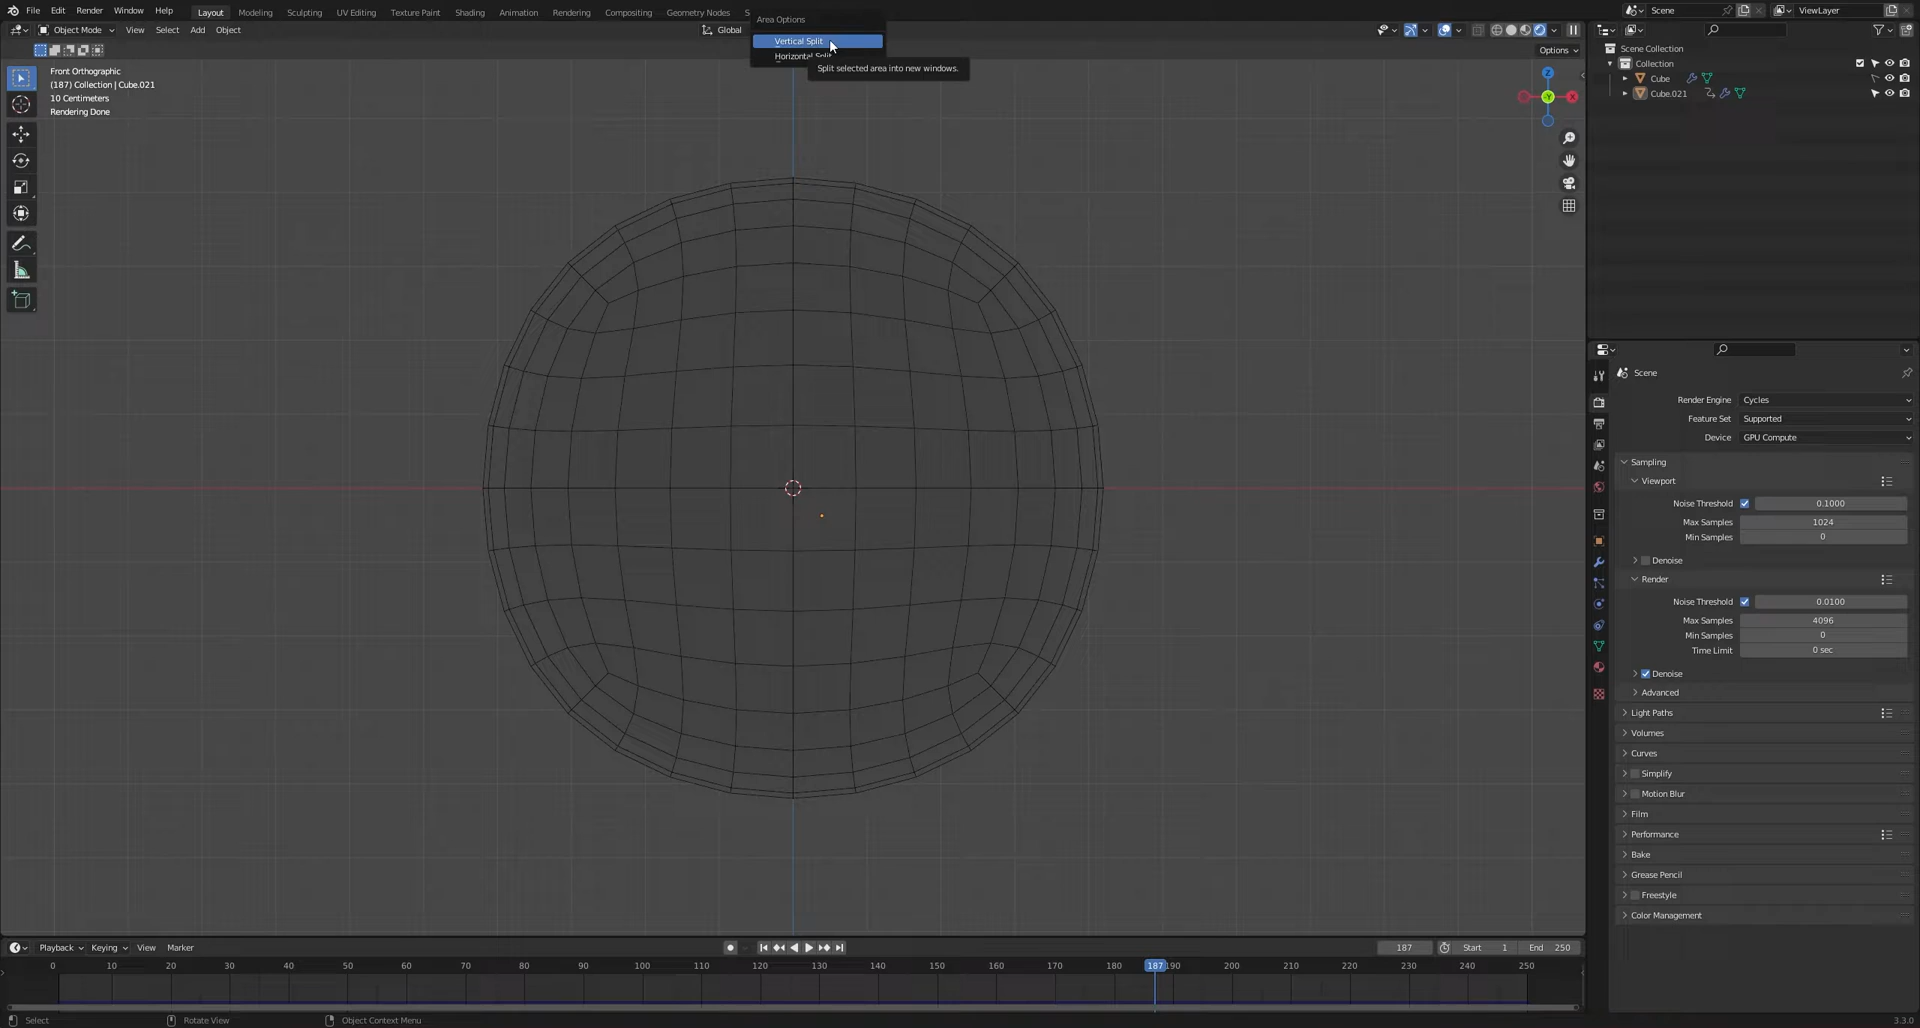 File Edit Render Window Help Layout Modeling Sculpting UV Editing Texture Paint Shading Animation Rendering Compositing Geometry Nodes S
Area Options
Vertical Split
Horizontal Split
Split selected area into new windows.
Scene
ViewLayer
Object Mode View Select Add Object
Global
Options
Front Orthographic
(187) Collection | Cube.021
10 Centimeters
Rendering Done
Z
-Y
X
Scene Collection
Collection
Cube
Cube.021
Scene
Render Engine Cycles
Feature Set Supported
Device GPU Compute
Sampling
Viewport
Noise Threshold 0.1000
Max Samples 1024
Min Samples 0
Denoise
Render
Noise Threshold 0.0100
Max Samples 4096
Min Samples 0
Time Limit 0 sec
Denoise
Advanced
Light Paths
Volumes
Curves
Simplify
Motion Blur
Film
Performance
Bake
Grease Pencil
Freestyle
Color Management
Playback Keying View Marker
187 Start 1 End 250
0 10 20 30 40 50 60 70 80 90 100 110 120 130 140 150 160 170 180 187 190 200 210 220 230 240 250
Select Rotate View Object Context Menu
3.3.0